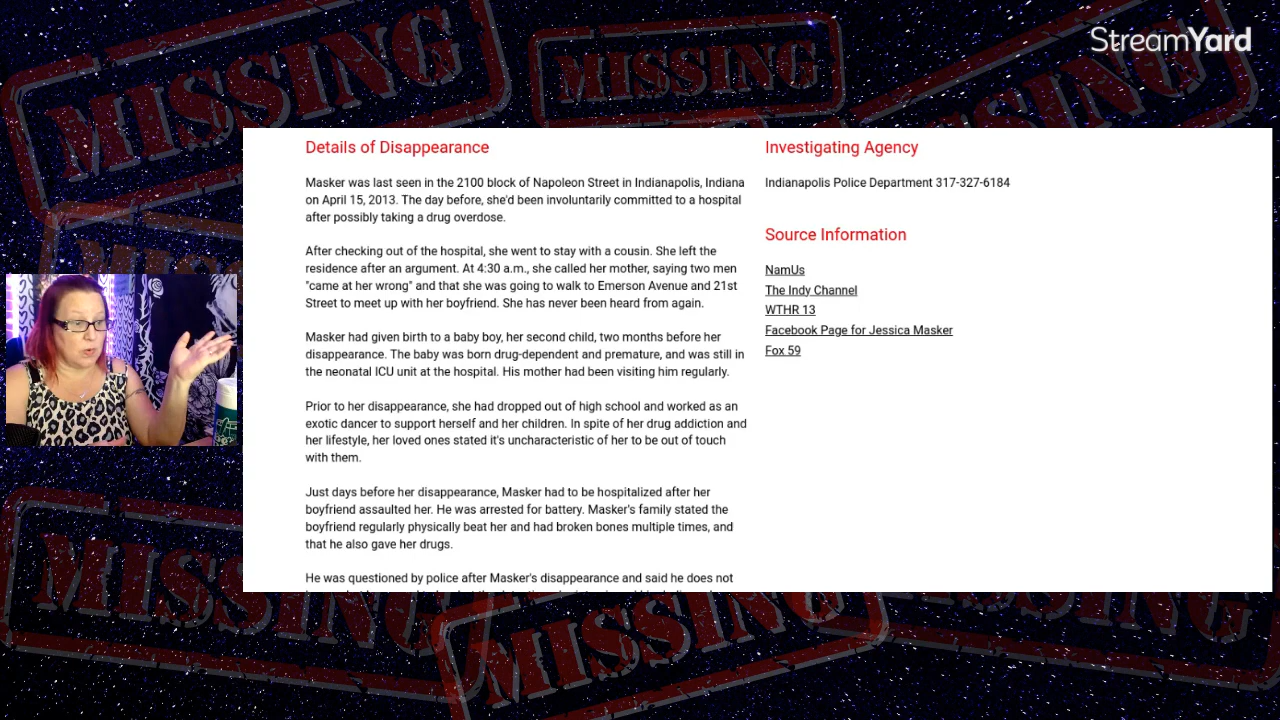 MISSING
MISSING
MISSING
StreamYard
Details of Disappearance
Masker was last seen in the 2100 block of Napoleon Street in Indianapolis, Indiana
on April 15, 2013. The day before, she'd been involuntarily committed to a hospital
after possibly taking a drug overdose.
After checking out of the hospital, she went to stay with a cousin. She left the
residence after an argument. At 4:30 a.m., she called her mother, saying two men
"came at her wrong" and that she was going to walk to Emerson Avenue and 21st
Street to meet up with her boyfriend. She has never been heard from again.
Masker had given birth to a baby boy, her second child, two months before her
disappearance. The baby was born drug-dependent and premature, and was still in
the neonatal ICU unit at the hospital. His mother had been visiting him regularly.
Prior to her disappearance, she had dropped out of high school and worked as an
exotic dancer to support herself and her children. In spite of her drug addiction and
her lifestyle, her loved ones stated it's uncharacteristic of her to be out of touch
with them.
Just days before her disappearance, Masker had to be hospitalized after her
boyfriend assaulted her. He was arrested for battery. Masker's family stated the
boyfriend regularly physically beat her and had broken bones multiple times, and
that he also gave her drugs.
He was questioned by police after Masker's disappearance and said he does not
Investigating Agency
Indianapolis Police Department 317-327-6184
Source Information
NamUs
The Indy Channel
WTHR 13
Facebook Page for Jessica Masker
Fox 59
MISSING
MISSING
MISSING